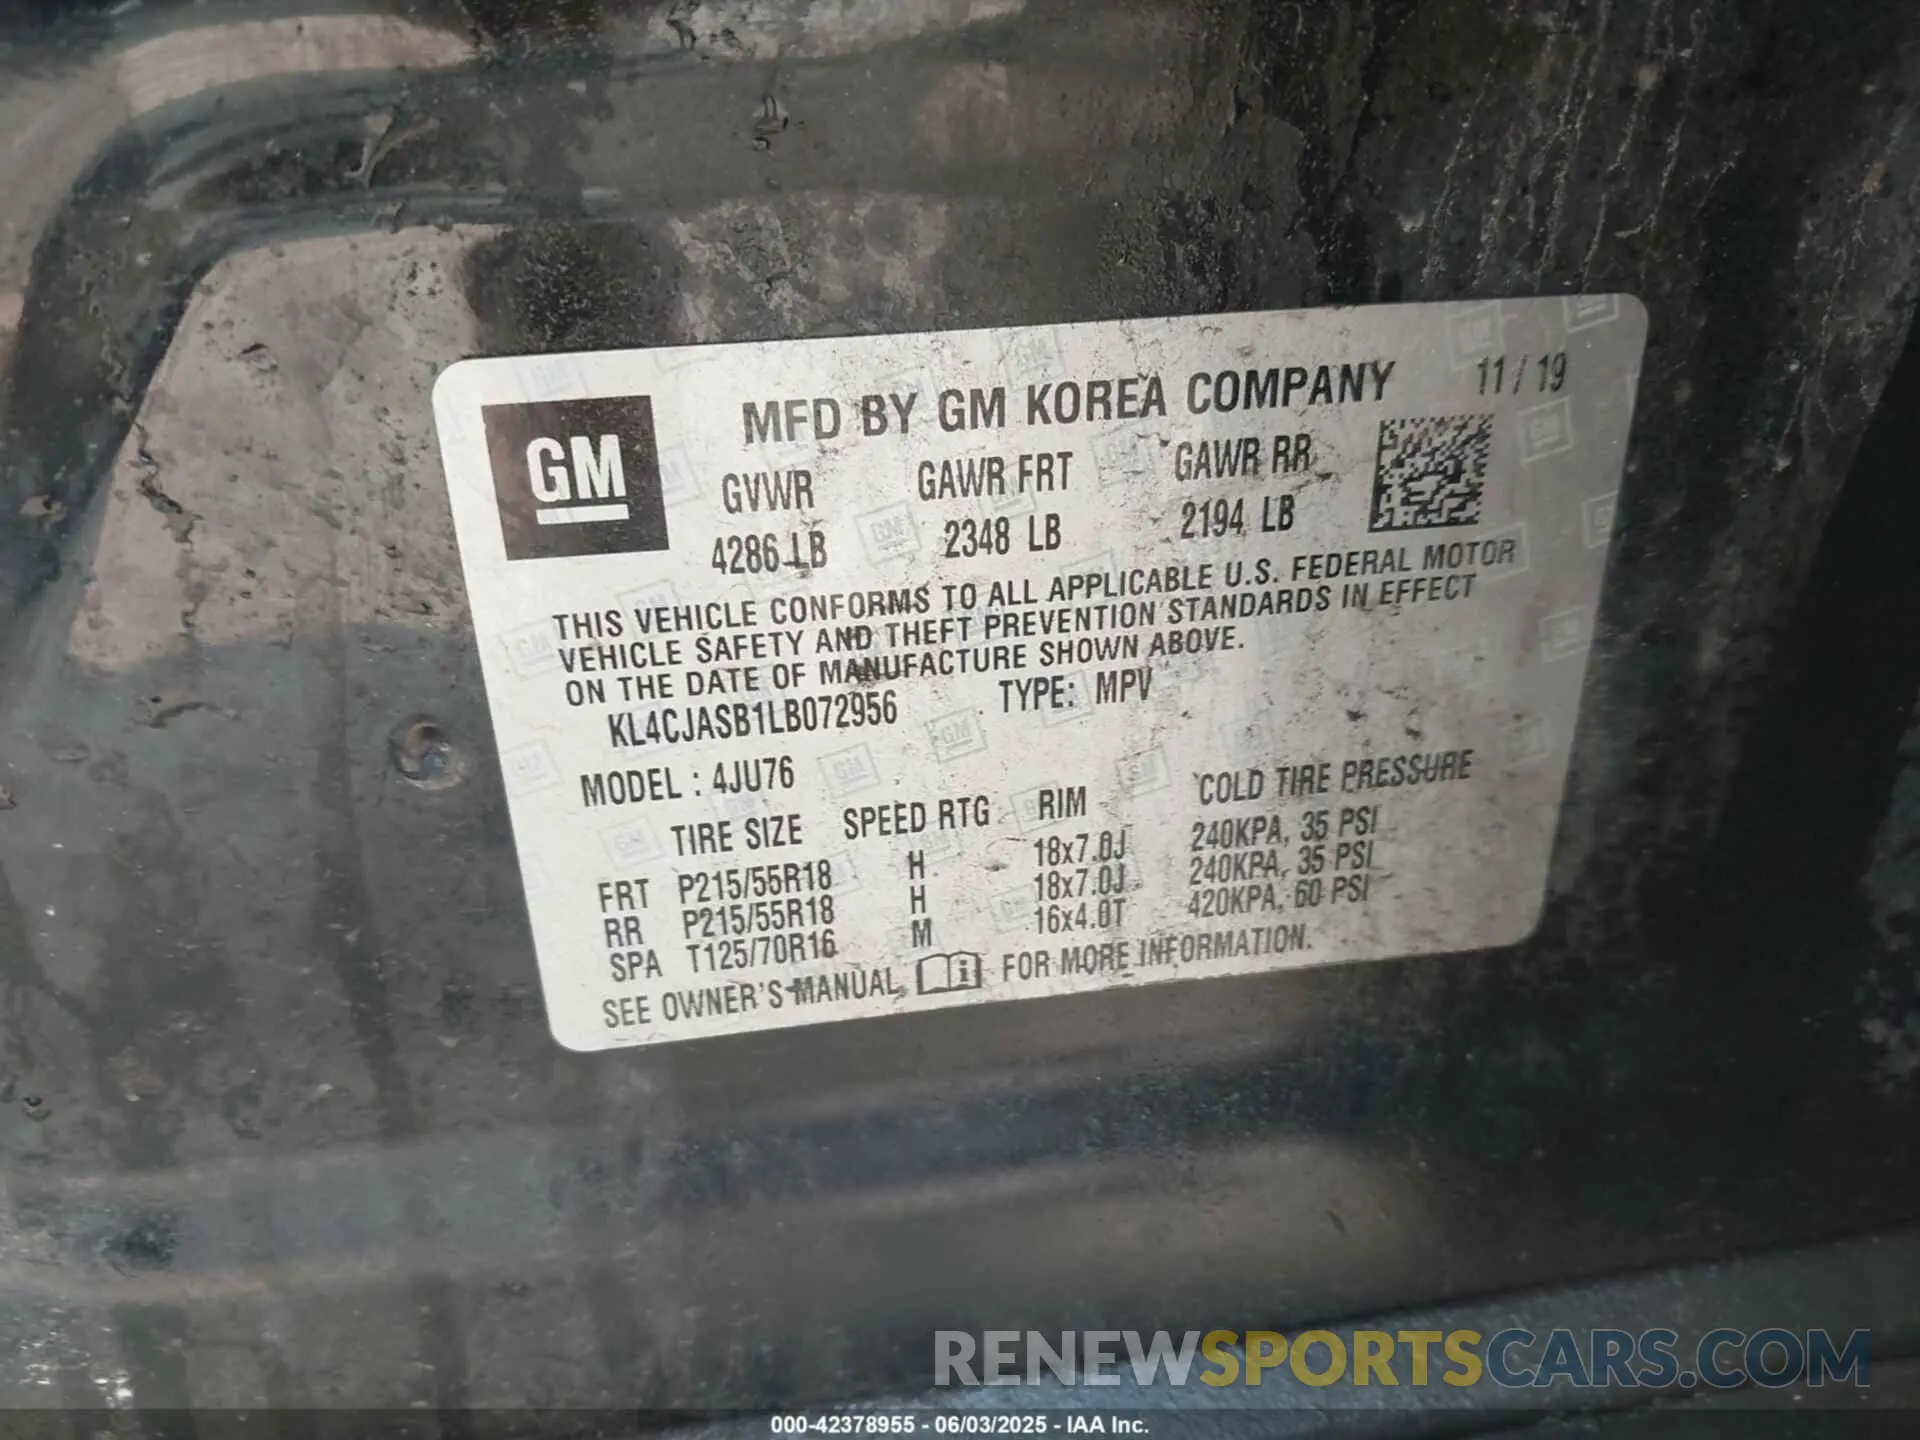 GM
MFD BY GM KOREA COMPANY 11 / 19
GVWR GAWR FRT GAWR RR
4286 LB 2348 LB 2194 LB
THIS VEHICLE CONFORMS TO ALL APPLICABLE U.S. FEDERAL MOTOR
VEHICLE SAFETY AND THEFT PREVENTION STANDARDS IN EFFECT
ON THE DATE OF MANUFACTURE SHOWN ABOVE.
KL4CJASB1LB072956 TYPE: MPV
MODEL : 4JU76
TIRE SIZE SPEED RTG RIM COLD TIRE PRESSURE
FRT P215/55R18 H 18x7.0J 240KPA, 35 PSI
RR P215/55R18 H 18x7.0J 240KPA, 35 PSI
SPA T125/70R16 M 16x4.0T 420KPA, 60 PSI
SEE OWNER'S MANUAL FOR MORE INFORMATION.
RENEWSPORTSCARS.COM
000-42378955 - 06/03/2025 - IAA Inc.